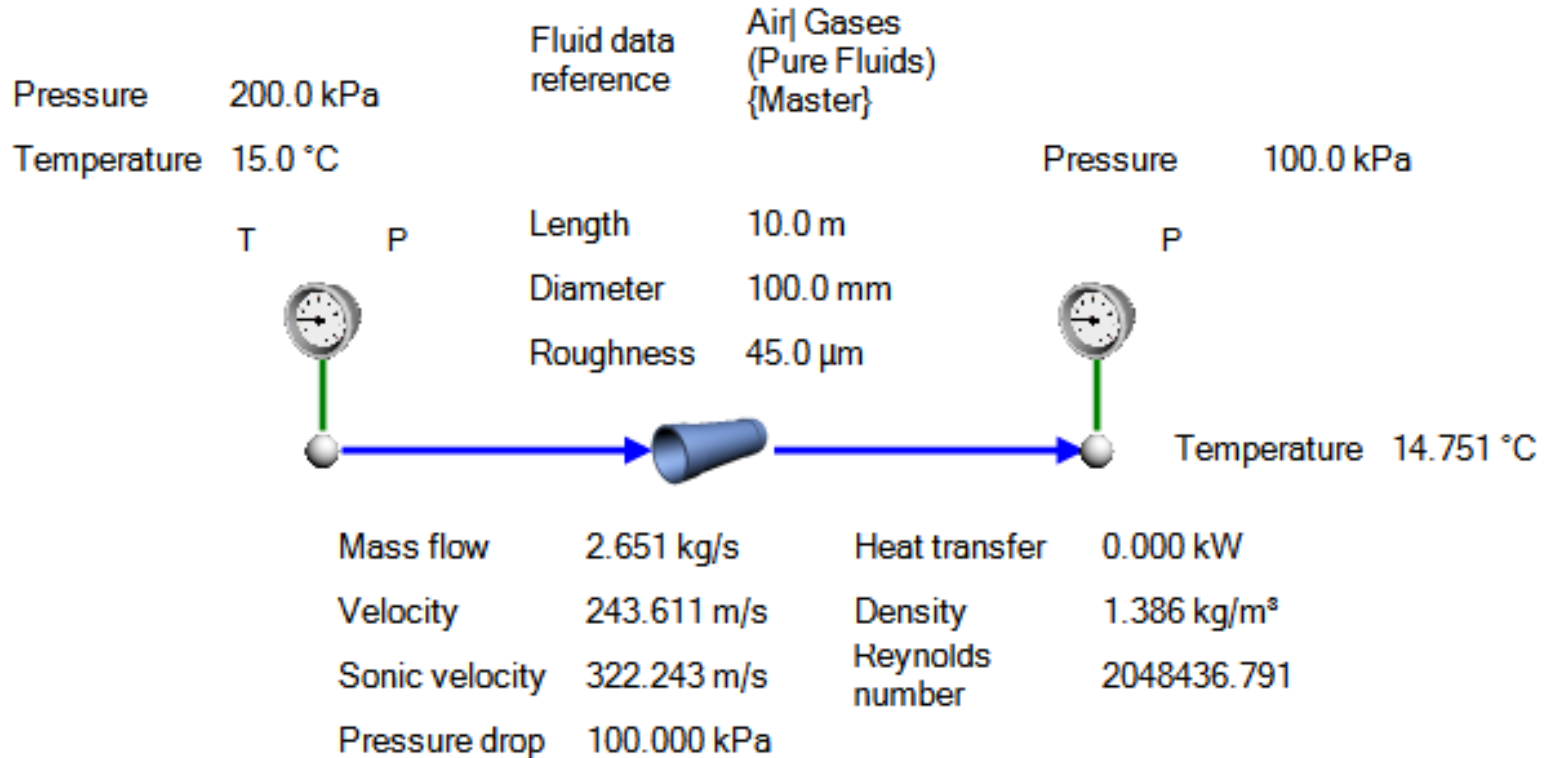 Pressure 200.0 kPa
Temperature 15.0 °C
Fluid data
reference
Air| Gases
(Pure Fluids)
{Master}
Pressure 100.0 kPa
T P
Length 10.0 m
Diameter 100.0 mm
Roughness 45.0 µm
P
Temperature 14.751 °C
Mass flow 2.651 kg/s
Velocity 243.611 m/s
Sonic velocity 322.243 m/s
Pressure drop 100.000 kPa
Heat transfer 0.000 kW
Density 1.386 kg/m³
Reynolds
number
2048436.791